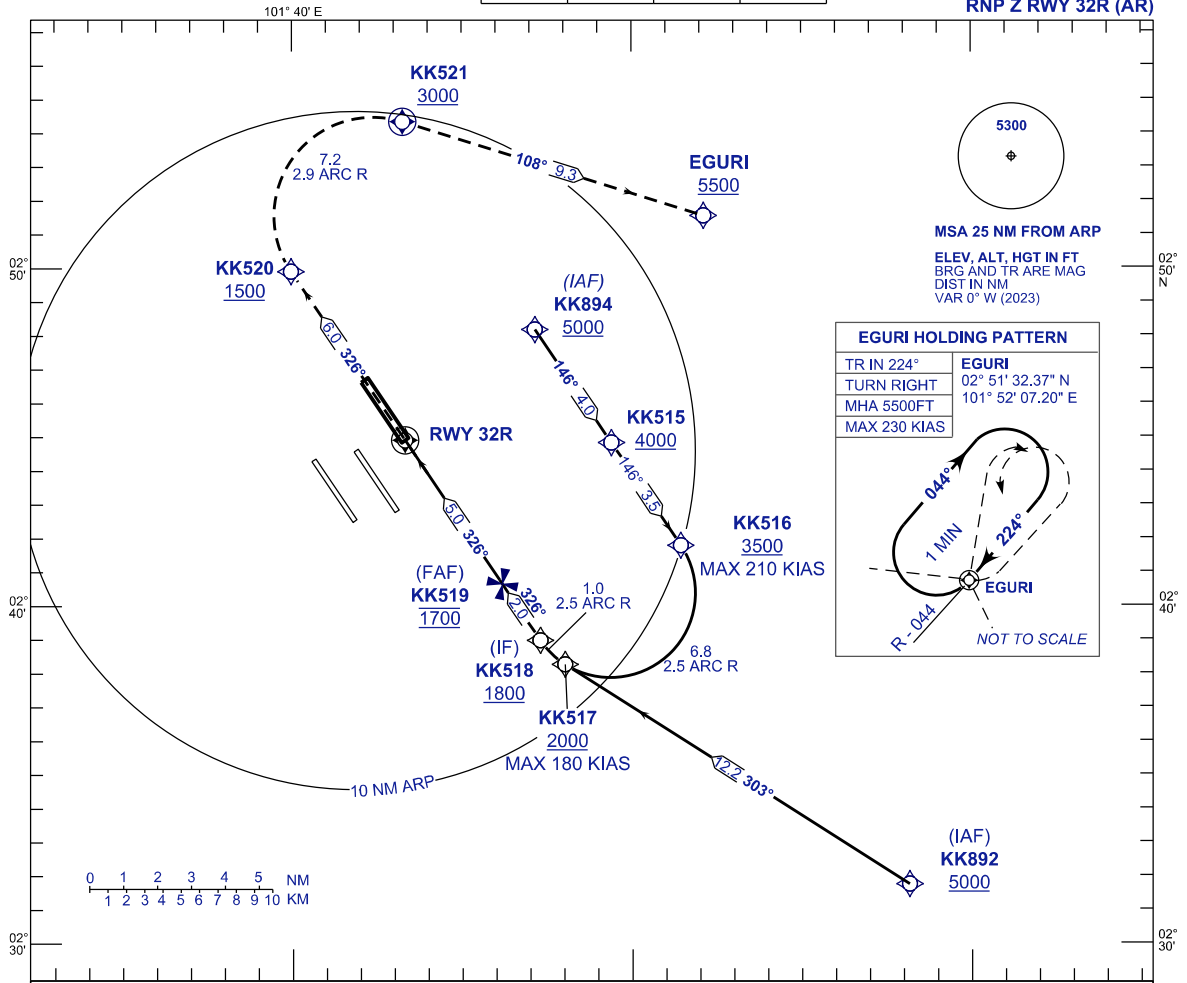 101° 40' E
RNP Z RWY 32R (AR)
KK521
3000
5300
7.2
2.9 ARC R
108° 9.3
EGURI
5500
MSA 25 NM FROM ARP
ELEV, ALT, HGT IN FT
BRG AND TR ARE MAG
DIST IN NM
VAR 0° W (2023)
02°
50'
02°
50'
N
KK520
1500
(IAF)
KK894
5000
6.0 326°
146° 4.0
EGURI HOLDING PATTERN
TR IN 224°
TURN RIGHT
MHA 5500FT
MAX 230 KIAS
EGURI
02° 51' 32.37" N
101° 52' 07.20" E
RWY 32R
KK515
4000
146° 3.5
044°
1 MIN
224°
EGURI
R - 044
NOT TO SCALE
5.0 326°
KK516
3500
MAX 210 KIAS
(FAF)
KK519
1700
2.0 326°
1.0
2.5 ARC R
02°
40'
02°
40'
(IF)
KK518
1800
6.8
2.5 ARC R
KK517
2000
MAX 180 KIAS
12.2 303°
10 NM ARP
(IAF)
KK892
5000
0 1 2 3 4 5 NM
1 2 3 4 5 6 7 8 9 10 KM
02°
30'
02°
30'